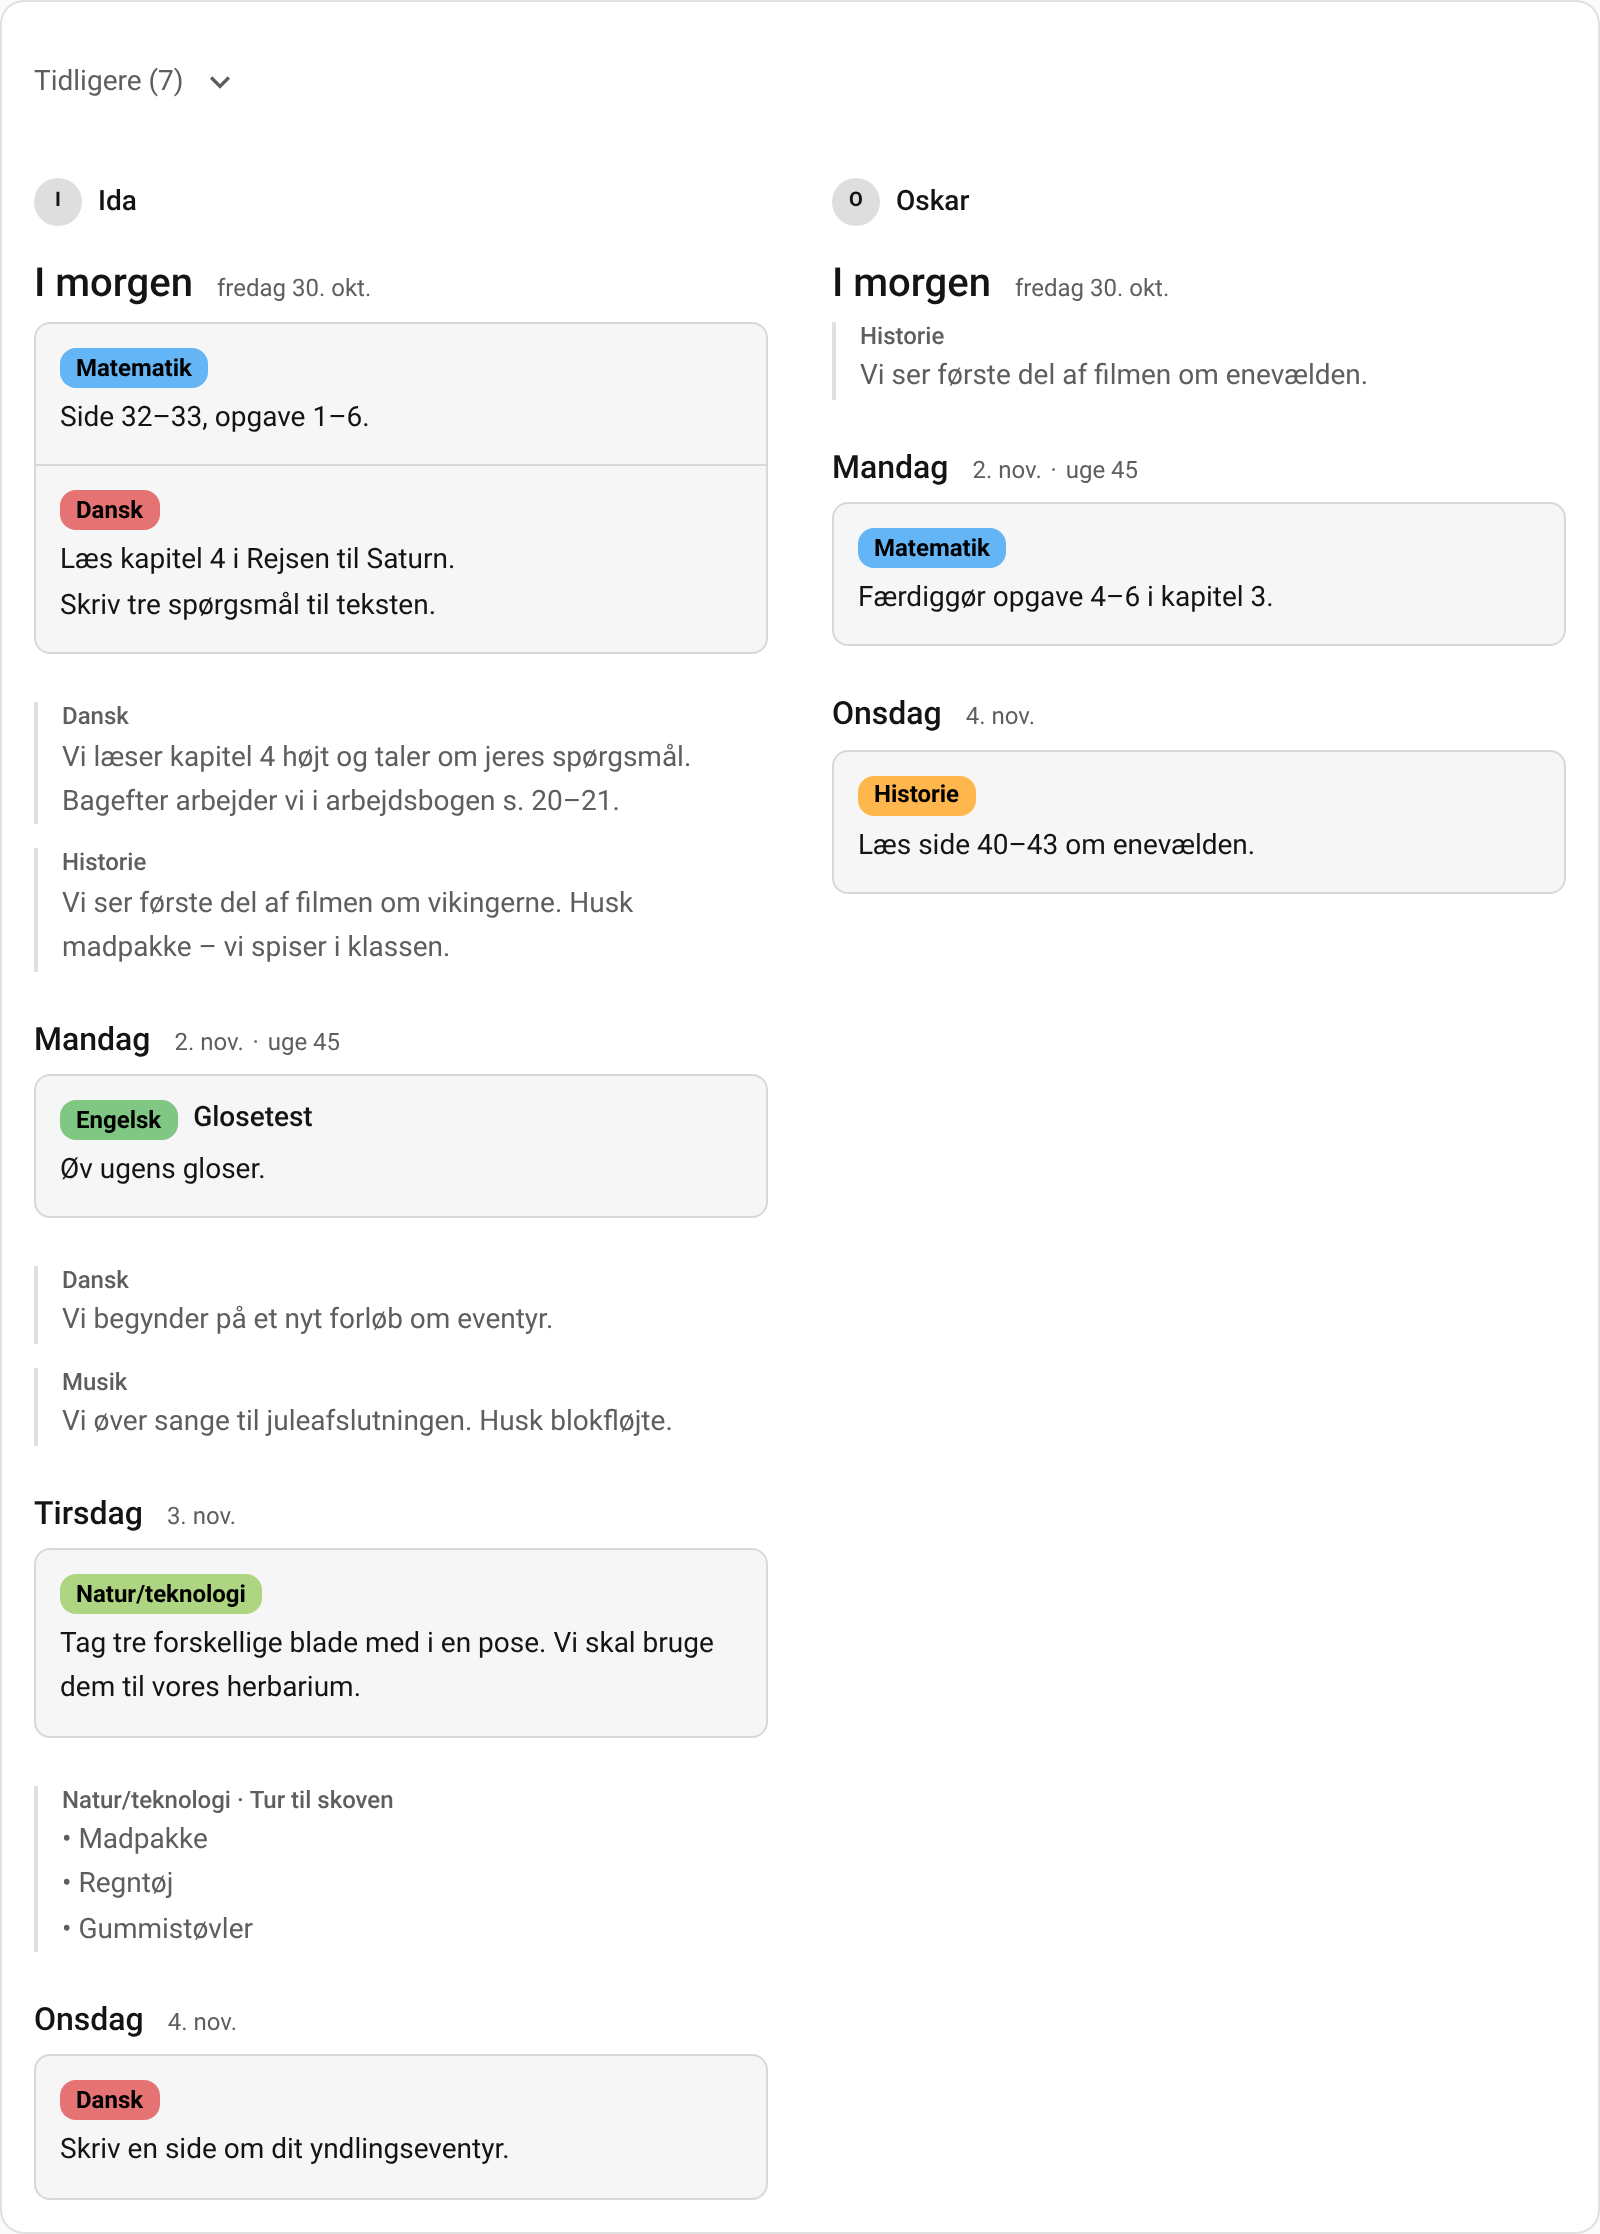 Tidligere (7)
I
Ida
I morgen fredag 30. okt.
Matematik
Side 32–33, opgave 1–6.
Dansk
Læs kapitel 4 i Rejsen til Saturn.
Skriv tre spørgsmål til teksten.
Dansk
Vi læser kapitel 4 højt og taler om jeres spørgsmål.
Bagefter arbejder vi i arbejdsbogen s. 20–21.
Historie
Vi ser første del af filmen om vikingerne. Husk
madpakke – vi spiser i klassen.
Mandag 2. nov. · uge 45
Engelsk Glosetest
Øv ugens gloser.
Dansk
Vi begynder på et nyt forløb om eventyr.
Musik
Vi øver sange til juleafslutningen. Husk blokfløjte.
Tirsdag 3. nov.
Natur/teknologi
Tag tre forskellige blade med i en pose. Vi skal bruge
dem til vores herbarium.
Natur/teknologi · Tur til skoven
• Madpakke
• Regntøj
• Gummistøvler
Onsdag 4. nov.
Dansk
Skriv en side om dit yndlingseventyr.
O
Oskar
I morgen fredag 30. okt.
Historie
Vi ser første del af filmen om enevælden.
Mandag 2. nov. · uge 45
Matematik
Færdiggør opgave 4–6 i kapitel 3.
Onsdag 4. nov.
Historie
Læs side 40–43 om enevælden.